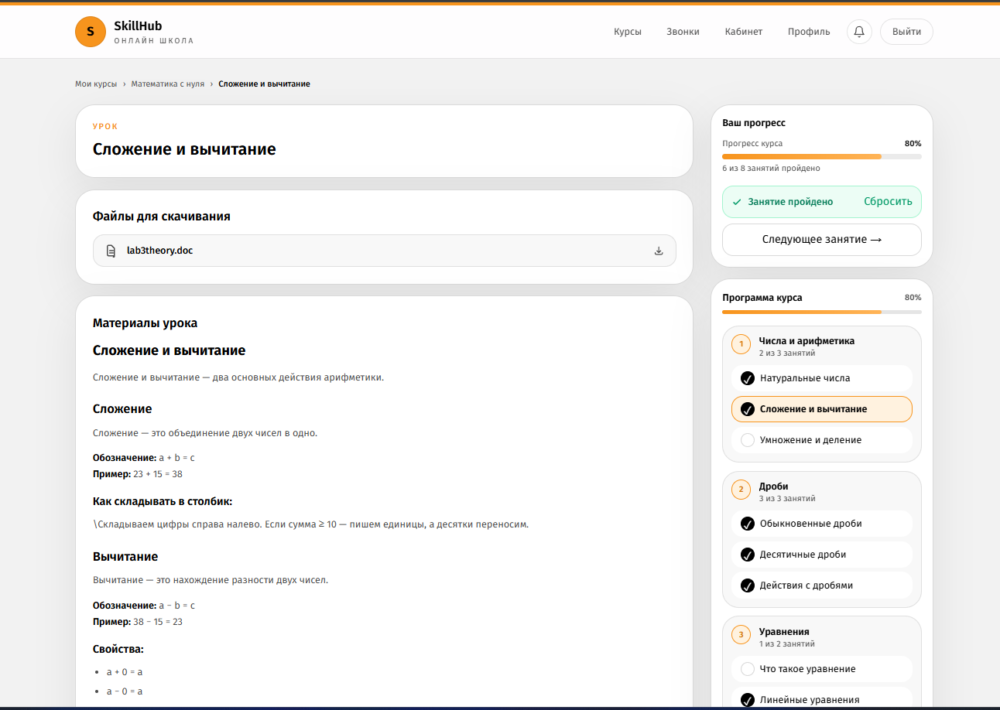 S
SkillHub
ОНЛАЙН ШКОЛА
Курсы
Звонки
Кабинет
Профиль
Выйти
Мои курсы › Математика с нуля › Сложение и вычитание
УРОК
Сложение и вычитание
Файлы для скачивания
lab3theory.doc
Материалы урока
Сложение и вычитание
Сложение и вычитание — два основных действия арифметики.
Сложение
Сложение — это объединение двух чисел в одно.
Обозначение: a + b = c
Пример: 23 + 15 = 38
Как складывать в столбик:
\Складываем цифры справа налево. Если сумма ≥ 10 — пишем единицы, а десятки переносим.
Вычитание
Вычитание — это нахождение разности двух чисел.
Обозначение: a − b = c
Пример: 38 − 15 = 23
Свойства:
• a + 0 = a
• a − 0 = a
Ваш прогресс
Прогресс курса 80%
6 из 8 занятий пройдено
Занятие пройдено Сбросить
Следующее занятие →
Программа курса 80%
1 Числа и арифметика
2 из 3 занятий
Натуральные числа
Сложение и вычитание
Умножение и деление
2 Дроби
3 из 3 занятий
Обыкновенные дроби
Десятичные дроби
Действия с дробями
3 Уравнения
1 из 2 занятий
Что такое уравнение
Линейные уравнения